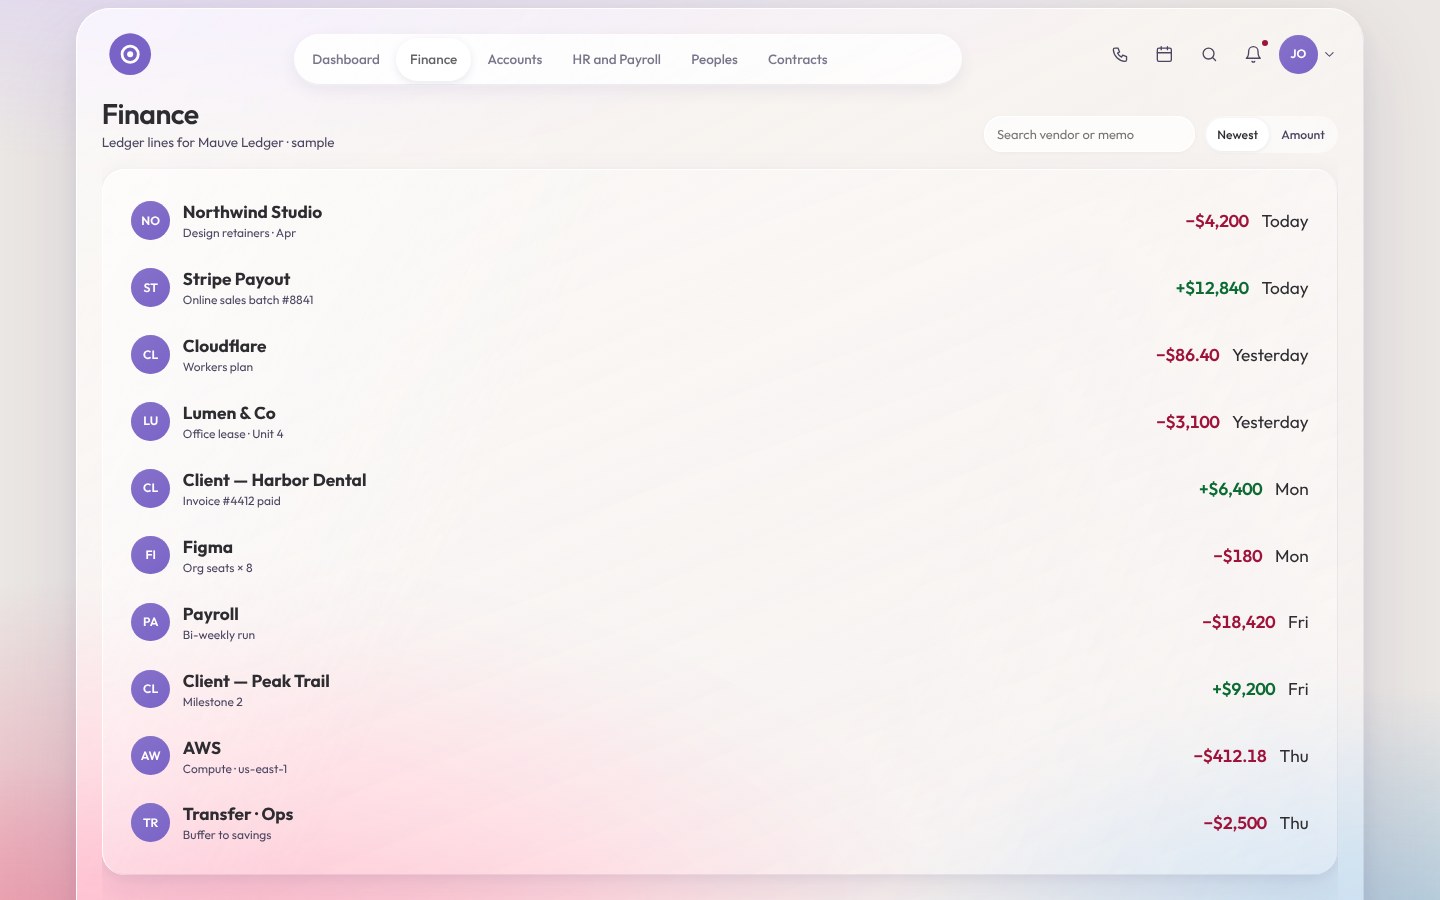 Dashboard Finance Accounts HR and Payroll Peoples Contracts JO
Finance
Ledger lines for Mauve Ledger · sample
Search vendor or memo Newest Amount
NO Northwind Studio −$4,200 Today
Design retainers · Apr
ST Stripe Payout +$12,840 Today
Online sales batch #8841
CL Cloudflare −$86.40 Yesterday
Workers plan
LU Lumen & Co −$3,100 Yesterday
Office lease · Unit 4
CL Client — Harbor Dental +$6,400 Mon
Invoice #4412 paid
FI Figma −$180 Mon
Org seats × 8
PA Payroll −$18,420 Fri
Bi-weekly run
CL Client — Peak Trail +$9,200 Fri
Milestone 2
AW AWS −$412.18 Thu
Compute · us-east-1
TR Transfer · Ops −$2,500 Thu
Buffer to savings